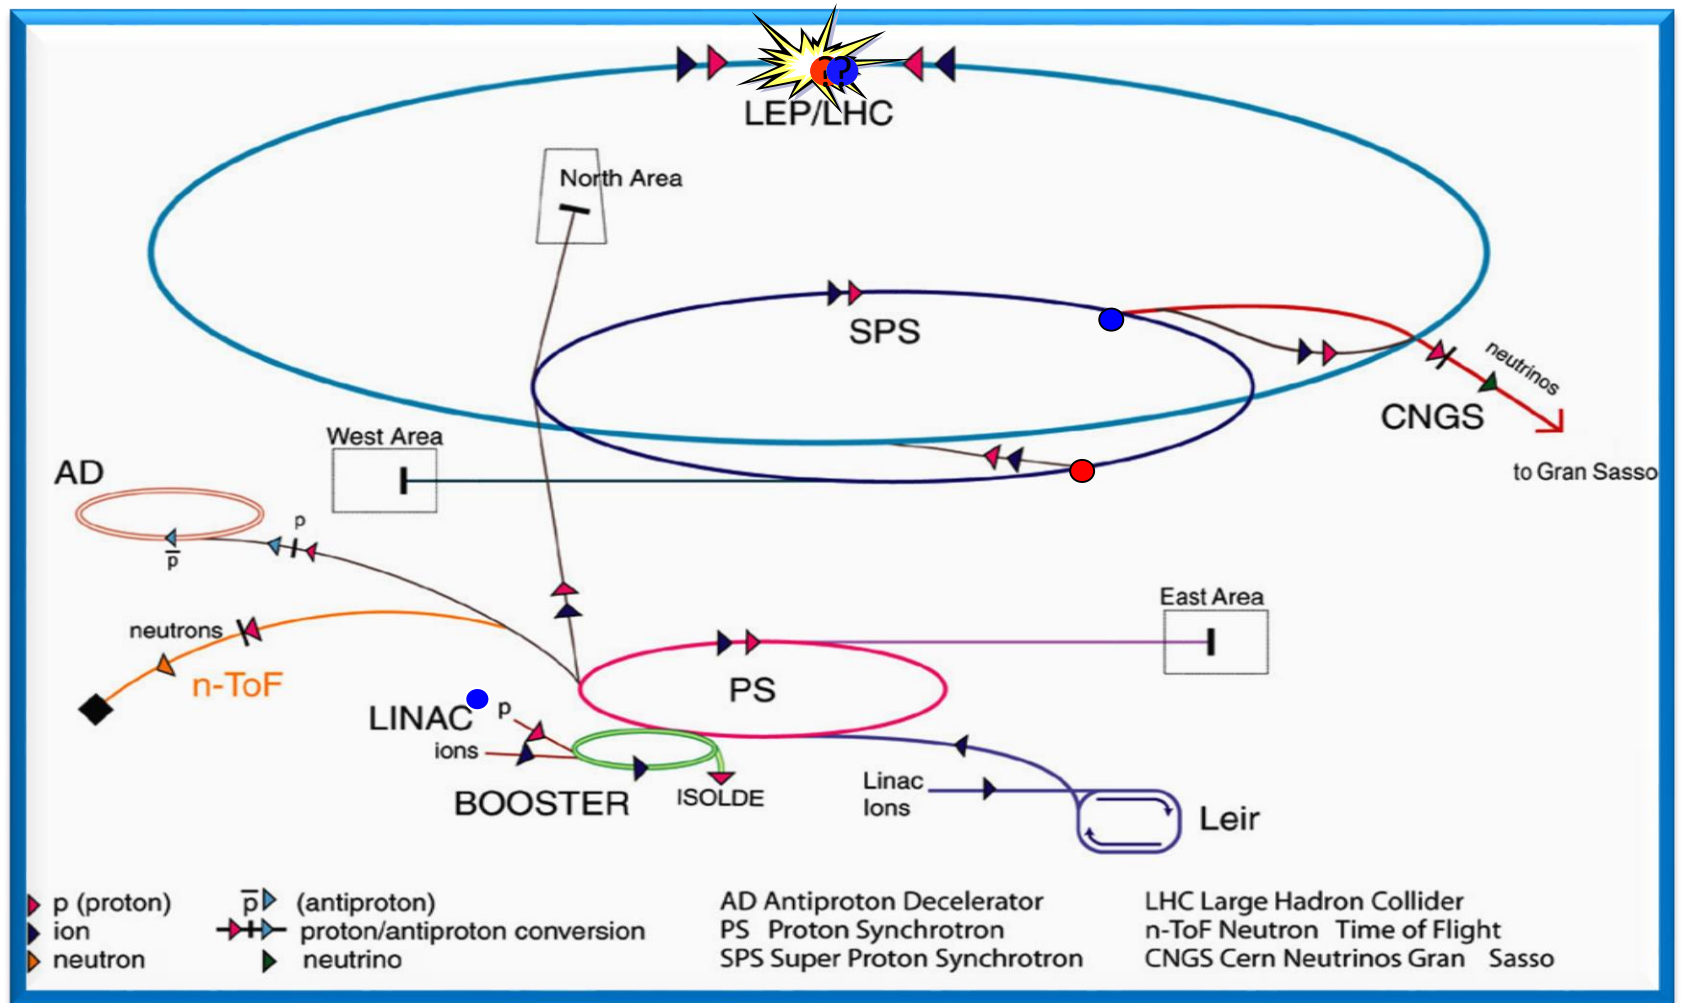 ? ?
LEP/LHC
North Area
SPS
neutrinos
CNGS
to Gran Sasso
West Area
AD
p
p̅
East Area
neutrons
n-ToF
PS
LINAC
p
ions
BOOSTER
ISOLDE
Linac
Ions
Leir
p (proton)
ion
neutron
p̅ (antiproton)
proton/antiproton conversion
neutrino
AD Antiproton Decelerator
PS Proton Synchrotron
SPS Super Proton Synchrotron
LHC Large Hadron Collider
n-ToF Neutron Time of Flight
CNGS Cern Neutrinos Gran Sasso